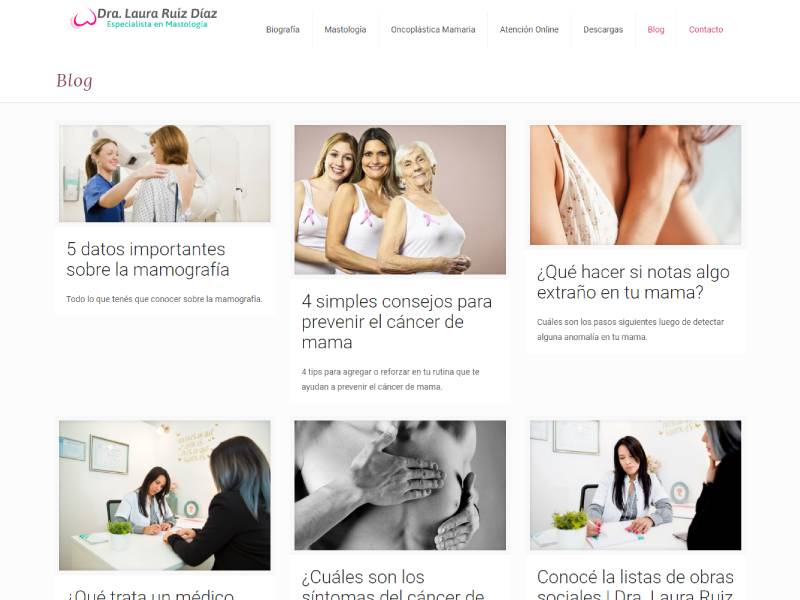 Dra. Laura Ruiz Díaz
Especialista en Mastología
Biografía
Mastología
Oncoplástica Mamaria
Atención Online
Descargas
Blog
Contacto
Blog
5 datos importantes
sobre la mamografía
Todo lo que tenés que conocer sobre la mamografía.
4 simples consejos para
prevenir el cáncer de
mama
4 tips para agregar o reforzar en tu rutina que te
ayudan a prevenir el cáncer de mama.
¿Qué hacer si notas algo
extraño en tu mama?
Cuáles son los pasos siguientes luego de detectar
alguna anomalía en tu mama.
¿Qué trata un médico
¿Cuáles son los
síntomas del cáncer de
Conocé la listas de obras
sociales | Dra. Laura Ruiz